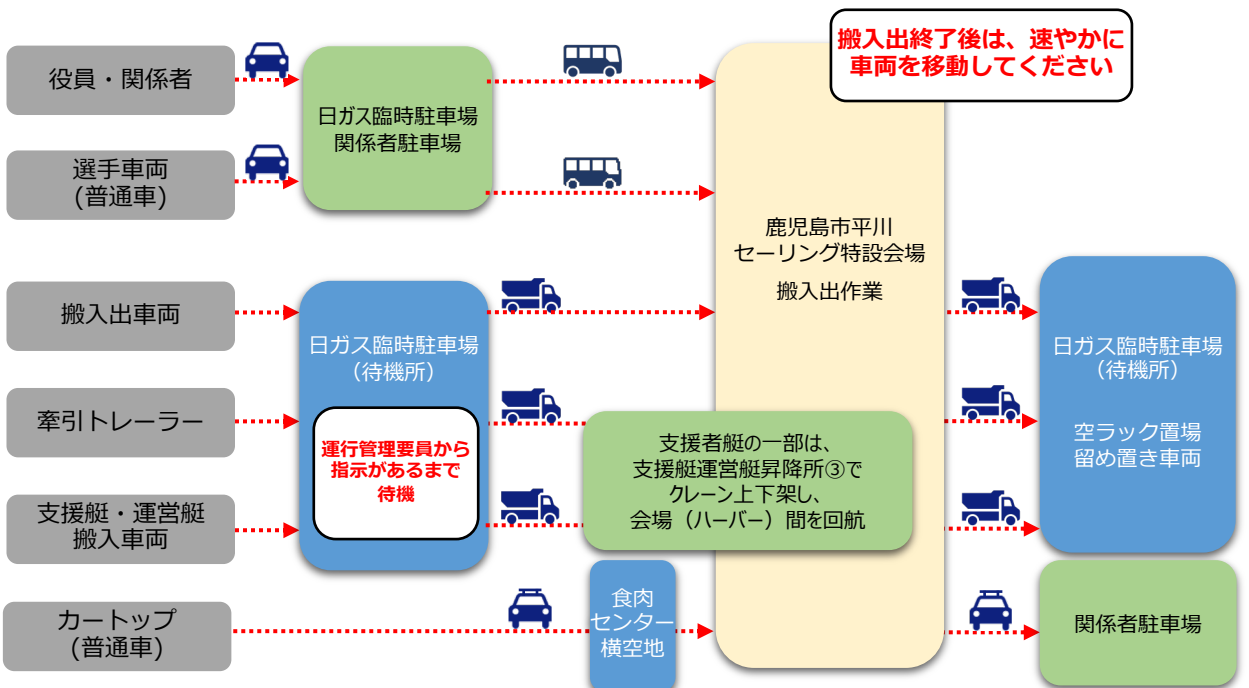 搬入出終了後は、速やかに
車両を移動してください
役員・関係者
選手車両
(普通車)
日ガス臨時駐車場
関係者駐車場
鹿児島市平川
セーリング特設会場
搬入出作業
搬入出車両
牽引トレーラー
支援艇・運営艇
搬入車両
日ガス臨時駐車場
（待機所）
運行管理要員から
指示があるまで
待機
支援者艇の一部は、
支援艇運営艇昇降所③で
クレーン上下架し、
会場（ハーバー）間を回航
日ガス臨時駐車場
（待機所）
空ラック置場
留め置き車両
カートップ
(普通車)
食肉
センター
横空地
関係者駐車場